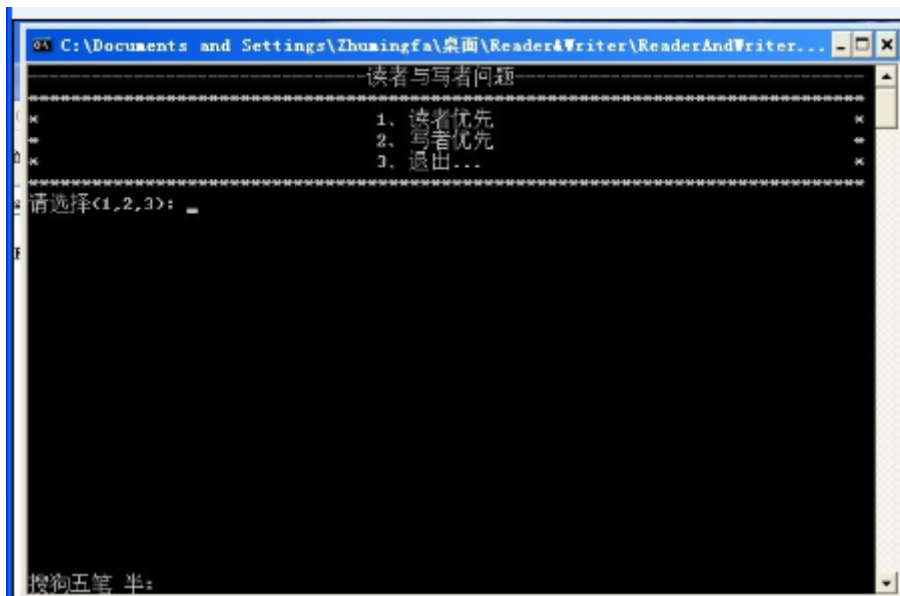 C:\Documents and Settings\Zhumingfa\桌面\Reader&Writer\ReaderAndWriter...
读者与写者问题
1、读者优先
2、写者优先
3、退出...
请选择(1,2,3):
搜狗五笔 半: